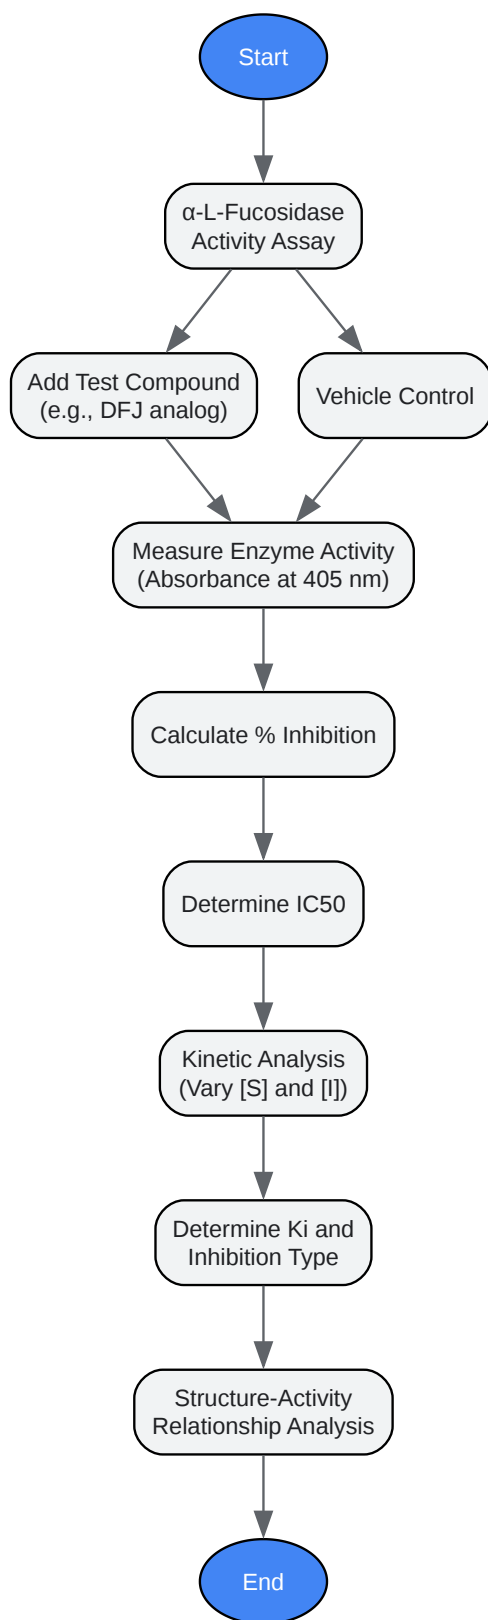 Start
α-L-Fucosidase
Activity Assay
Add Test Compound
(e.g., DFJ analog)
Vehicle Control
Measure Enzyme Activity
(Absorbance at 405 nm)
Calculate % Inhibition
Determine IC50
Kinetic Analysis
(Vary [S] and [I])
Determine Ki and
Inhibition Type
Structure-Activity
Relationship Analysis
End